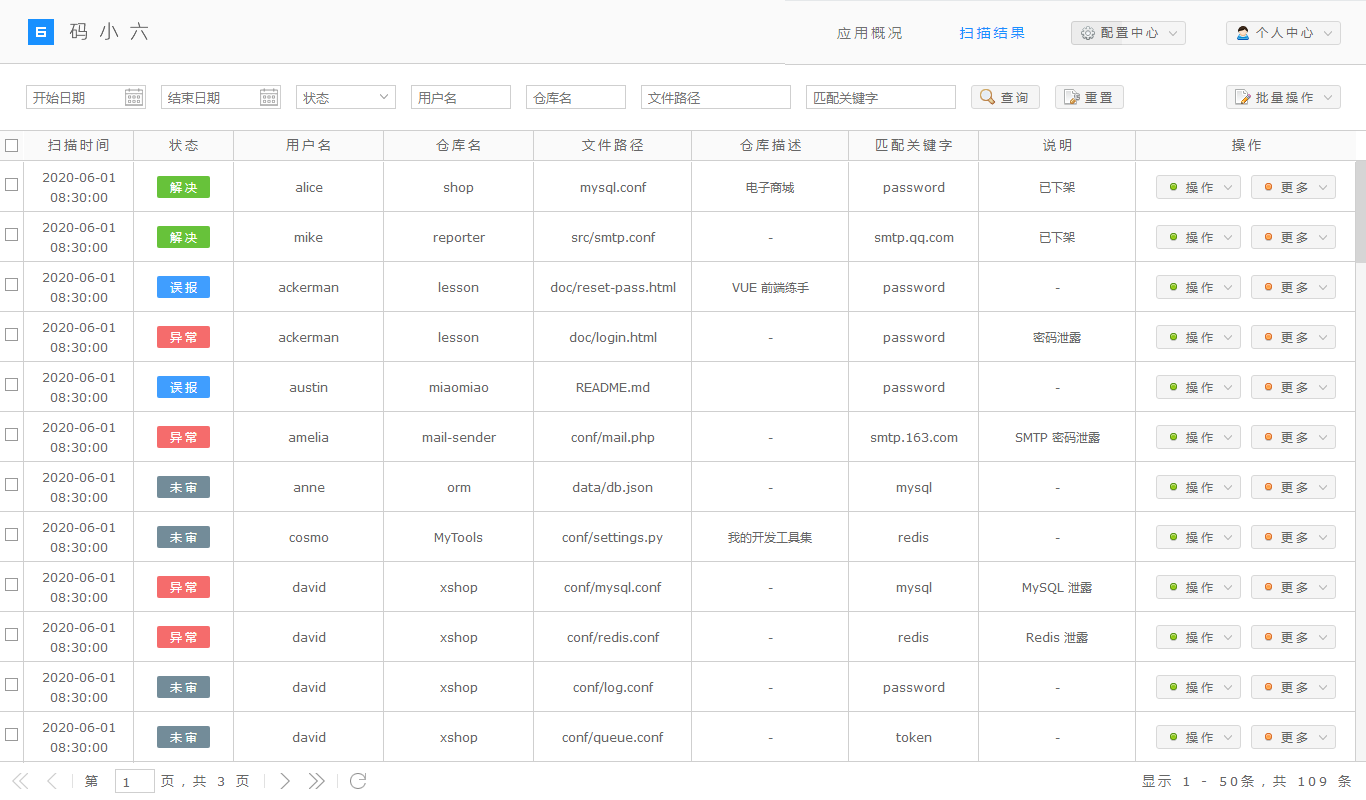 6 码小六 应用概况 扫描结果 配置中心 个人中心
开始日期 结束日期 状态 用户名 仓库名 文件路径 匹配关键字 查询 重置 批量操作
扫描时间 状态 用户名 仓库名 文件路径 仓库描述 匹配关键字 说明 操作
2020-06-01 08:30:00 解决 alice shop mysql.conf 电子商城 password 已下架 操作 更多
2020-06-01 08:30:00 解决 mike reporter src/smtp.conf - smtp.qq.com 已下架 操作 更多
2020-06-01 08:30:00 误报 ackerman lesson doc/reset-pass.html VUE 前端练手 password - 操作 更多
2020-06-01 08:30:00 异常 ackerman lesson doc/login.html - password 密码泄露 操作 更多
2020-06-01 08:30:00 误报 austin miaomiao README.md password - 操作 更多
2020-06-01 08:30:00 异常 amelia mail-sender conf/mail.php - smtp.163.com SMTP 密码泄露 操作 更多
2020-06-01 08:30:00 未审 anne orm data/db.json - mysql - 操作 更多
2020-06-01 08:30:00 未审 cosmo MyTools conf/settings.py 我的开发工具集 redis - 操作 更多
2020-06-01 08:30:00 异常 david xshop conf/mysql.conf - mysql MySQL 泄露 操作 更多
2020-06-01 08:30:00 异常 david xshop conf/redis.conf - redis Redis 泄露 操作 更多
2020-06-01 08:30:00 未审 david xshop conf/log.conf - password - 操作 更多
2020-06-01 08:30:00 未审 david xshop conf/queue.conf - token - 操作 更多
第 1 页，共 3 页 显示 1 - 50条，共 109 条